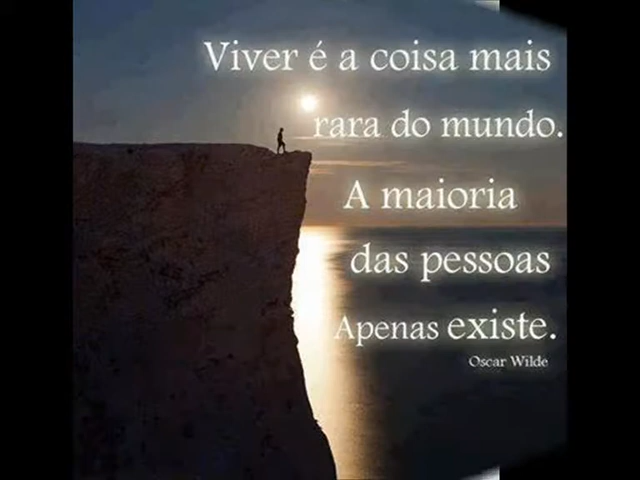 Viver é a coisa mais
rara do mundo.
A maioria
das pessoas
Apenas existe.
Oscar Wilde